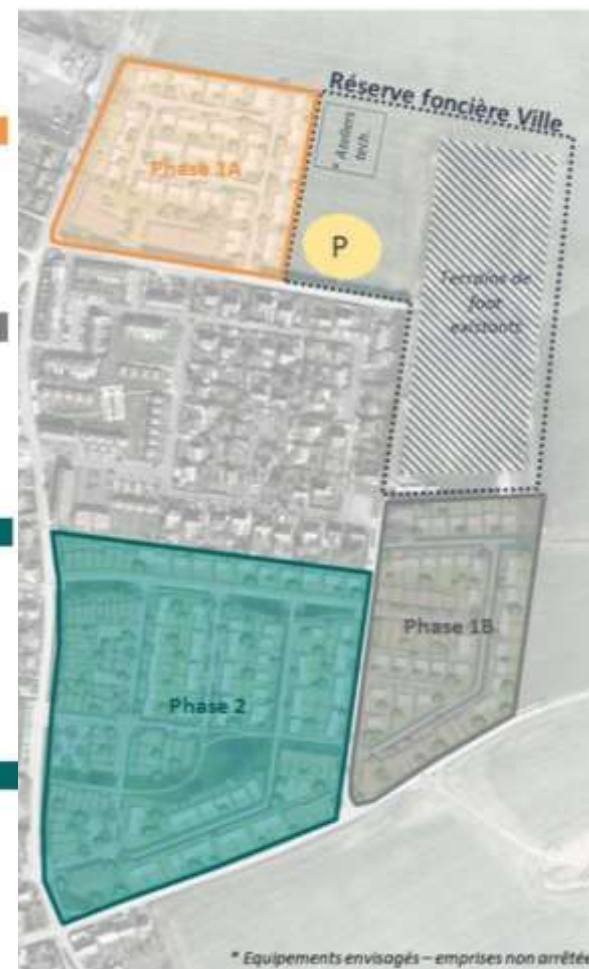 Réserve foncière Ville
* Ateliers
tech.
Phase 1A
P
Terrains de
foot
existants
Phase 1B
Phase 2
* Equipements envisagés – emprises non arrêtée